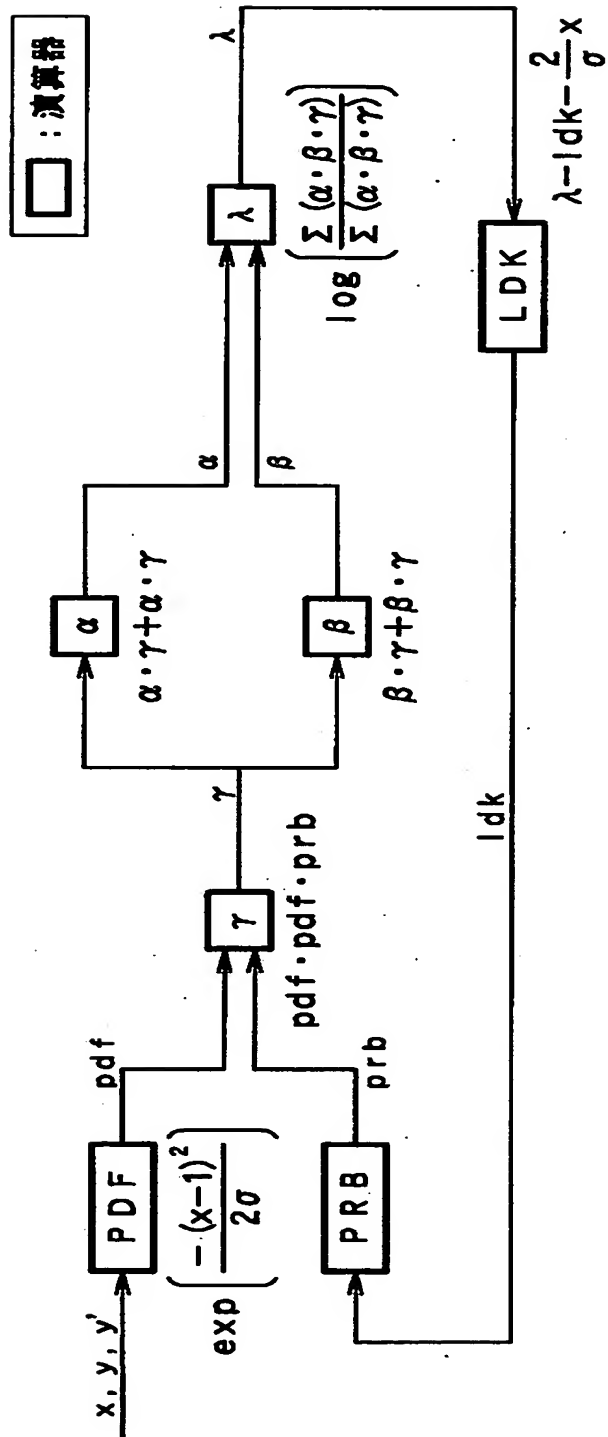 □ : 演算器
x, y, y'
PDF
exp ( -(x-1)² / 2σ )
pdf
PRB
prb
γ
pdf·pdf·prb
γ
α
α·γ+α·γ
β
β·γ+β·γ
α
β
λ
log ( Σ (α·β·γ) / Σ (α·β·γ) )
λ
LDK
λ-ldk-2/σ x
ldk